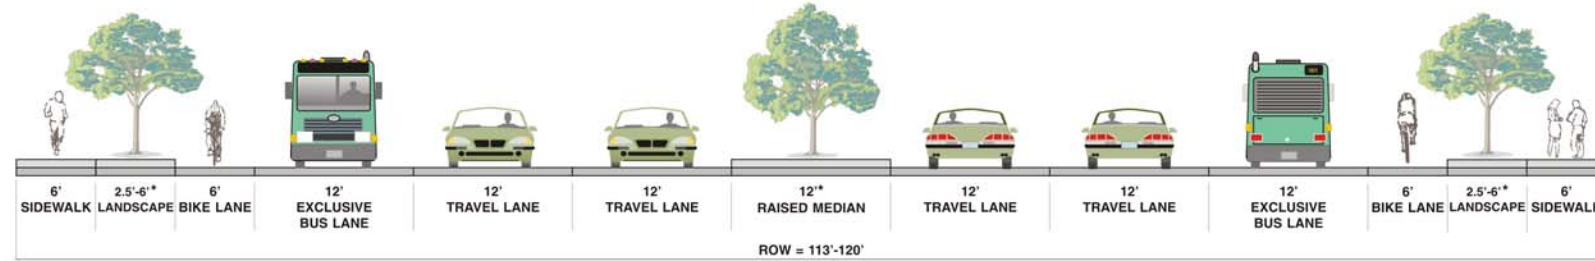 6' 2.5'-6'* 6' 12' 12' 12' 12'* 12' 12' 12' 6' 2.5'-6'* 6'
SIDEWALK LANDSCAPE BIKE LANE EXCLUSIVE TRAVEL LANE TRAVEL LANE RAISED MEDIAN TRAVEL LANE TRAVEL LANE EXCLUSIVE BIKE LANE LANDSCAPE SIDEWALK
BUS LANE BUS LANE
ROW = 113'-120'